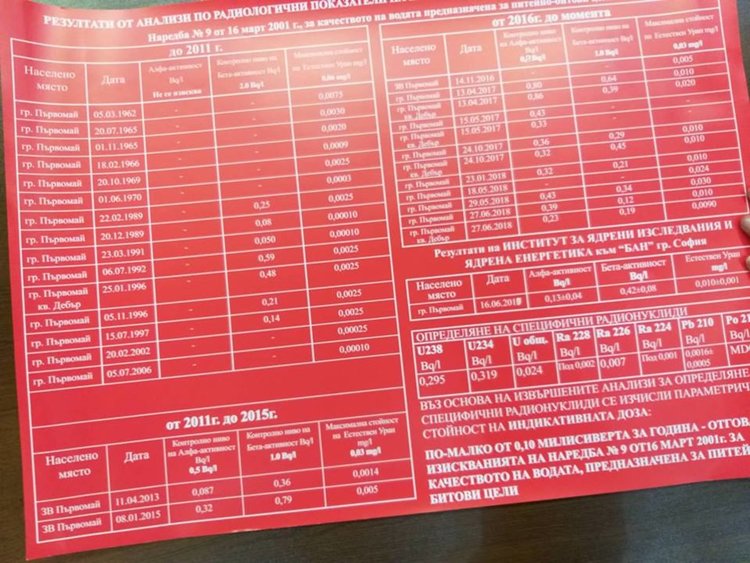 РЕЗУЛТАТИ ОТ АНАЛИЗИ ПО РАДИОЛОГИЧНИ ПОКАЗАТЕЛИ
Наредба № 9 от 16 март 2001 г., за качеството на водата предназначена за питейно-битови
до 2011 г.
Населено място Дата Алфа-активност Bq/l Не се изисква Контролно ниво на Бета-активност Bq/l 2.0 Bq/l Максимална стойност на Естествен Уран mg/l 0,06 mg/l
гр. Първомай 05.03.1962 - - 0.0075
гр. Първомай 20.07.1965 - - 0.0030
гр. Първомай 01.11.1965 - - 0.0020
гр. Първомай 18.02.1966 - - 0.0009
гр. Първомай 20.10.1969 - - 0.0025
гр. Първомай 01.06.1970 - - 0.0003
гр. Първомай 22.02.1989 - 0,25 0.0025
гр. Първомай 20.12.1989 - 0,08 0.00010
гр. Първомай 23.03.1991 - 0,050 0.00010
гр. Първомай 06.07.1992 - 0,59 0.0025
гр. Първомай кв. Дебър 25.01.1996 - 0,48 0,0025
гр. Първомай 05.11.1996 - 0,21 0,0025
гр. Първомай 15.07.1997 - 0,14 0,0025
гр. Първомай 20.02.2002 - - 0.00025
гр. Първомай 05.07.2006 - - 0.00010
от 2011г. до 2015г.
Населено място Дата Контролно ниво на Алфа-активност Bq/l 0,5 Bq/l Контролно ниво на Бета-активност Bq/l 1.0 Bq/l Максимална стойност на Естествен Уран mg/l 0,03 mg/l
ЗВ Първомай 11.04.2013 0,087 0,36 0,0014
ЗВ Първомай 08.01.2015 0,32 0,79 0,005
от 2016г. до момента
Населено място Дата Контролно ниво на Алфа-активност Bq/l Контролно ниво на Бета-активност Bq/l 1.0 Bq/l Максимална стойност на Естествен Уран mg/l 0,03 mg/l
ЗВ Първомай 14.11.2016 - - 0,005
гр. Първомай 13.04.2017 0,80 0,64 0,010
гр. Първомай кв. Дебър 13.04.2017 0,86 0,39 0,020
гр. Първомай 15.05.2017 0,43 -
гр. Първомай кв. Дебър 15.05.2017 0,33 -
гр. Първомай 24.10.2017 0,36 0,29 0,010
гр. Първомай кв. Дебър 24.10.2017 0,32 0,45 0,010
гр. Първомай 23.01.2018 0,32 0,21 0,010
гр. Първомай 18.05.2018 - - 0,024
гр. Първомай 29.05.2018 0,43 0,34 0,030
гр. Първомай 27.06.2018 0,39 0,12 0,010
гр. Първомай кв. Дебър 27.06.2018 0,23 0,19 0,0090
Резултати на ИНСТИТУТ ЗА ЯДРЕНИ ИЗСЛЕДВАНИЯ И
ЯДРЕНА ЕНЕРГЕТИКА към "БАН" гр. София
Населено място Дата Алфа-активност Bq/l Бета-активност Bq/l Естествен Уран mg/l
гр. Първомай 0,13±0,04 0,42±0,08 0,010±0,001
ОПРЕДЕЛЯНЕ НА СПЕЦИФИЧНИ РАДИОНУКЛИДИ
U238 U234 U общ. Ra 228 Ra 226 Ra 224 Pb 210 Po
Bq/l Bq/l Bq/l Bq/l Bq/l Bq/l Bq/l Bq/l
0,295 0,319 0,024 Под 0,002 0,007 Под 0,001 0,0016± 0,0005
ВЪЗ ОСНОВА НА ИЗВЪРШЕНИТЕ АНАЛИЗИ ЗА ОПРЕДЕЛЯНЕ
СПЕЦИФИЧНИ РАДИОНУКЛИДИ СЕ ИЗЧИСЛИ ПАРАМЕТРИЧ
СТОЙНОСТ НА ИНДИКАТИВНАТА ДОЗА:
ПО-МАЛКО ОТ 0,10 МИЛИСИВЕРТА ЗА ГОДИНА - ОТГОВ
ИЗИСКВАНИЯТА НА НАРЕДБА № 9 ОТ 16 МАРТ 2001г. ЗА
КАЧЕСТВОТО НА ВОДАТА, ПРЕДНАЗНАЧЕНА ЗА ПИТЕЙ
БИТОВИ ЦЕЛИ